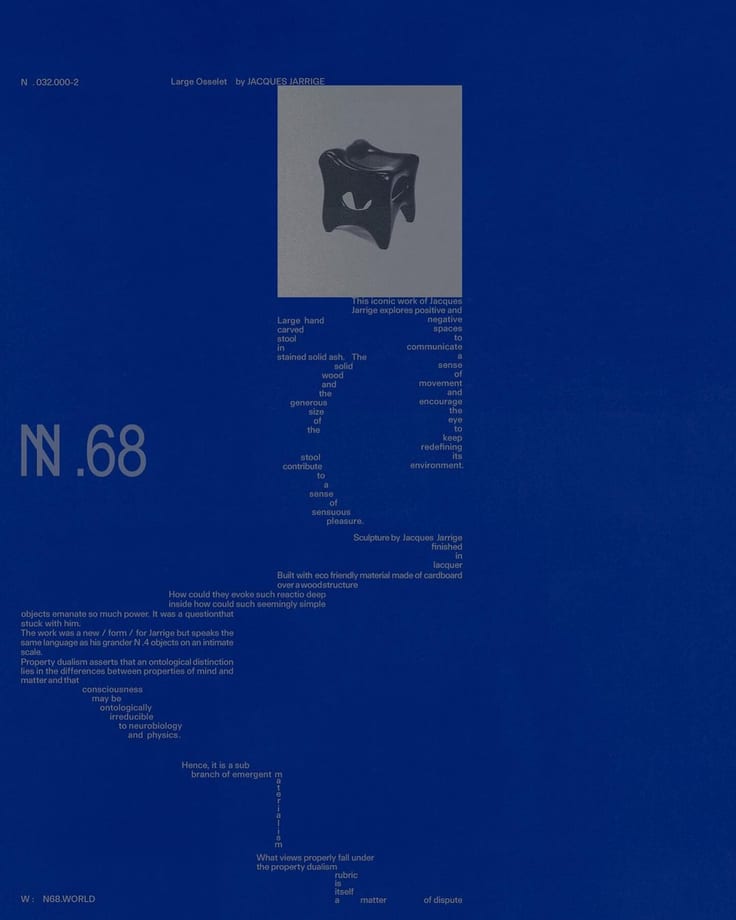 N .032.000-2
Large Osselet by JACQUES JARRIGE
This iconic work of Jacques
Jarrige explores positive and
negative
spaces
to
communicate
a
sense
of
movement
and
encourage
the
eye
to
keep
redefining
its
environment.
Large hand
carved
stool
in
stained solid ash. The
solid
wood
and
the
generous
size
of
the
stool
contribute
to
a
sense
of
sensuous
pleasure.
N .68
Sculpture by Jacques Jarrige
finished
in
lacquer
Built with eco friendly material made of cardboard
over a wood structure
How could they evoke such reactio deep
inside how could such seemingly simple
objects emanate so much power. It was a questionthat
stuck with him.
The work was a new / form / for Jarrige but speaks the
same language as his grander N .4 objects on an intimate
scale.
Property dualism asserts that an ontological distinction
lies in the differences between properties of mind and
matter and that
consciousness
may be
ontologically
irreducible
to neurobiology
and physics.
Hence, it is a sub
branch of emergent m
a
t
e
r
i
a
l
i
s
m
What views properly fall under
the property dualism
rubric
is
itself
a matter of dispute
W : N68.WORLD